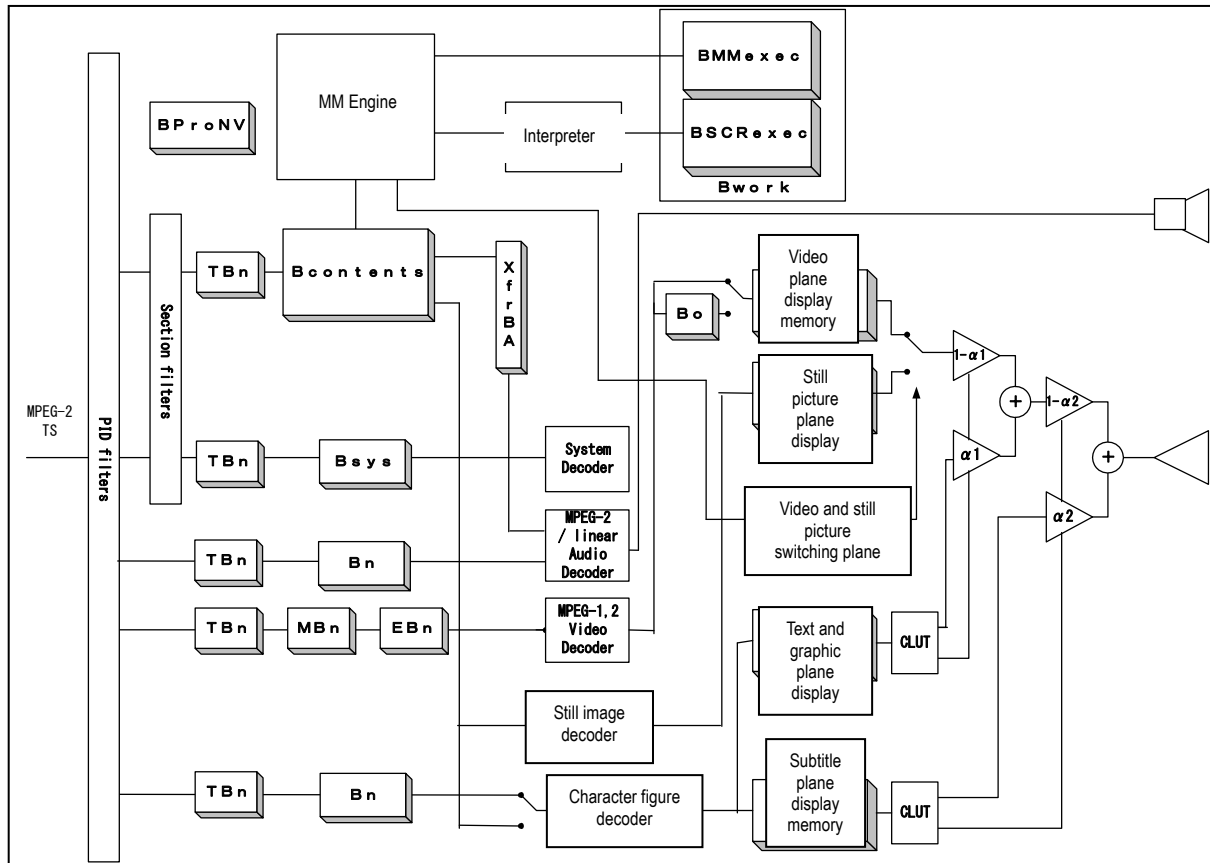 MPEG-2
TS
PID filters
Section filters
BProNV
MM Engine
Interpreter
BMMexec
BSCRexec
Bwork
TBn
Bcontents
XfrBA
Bo
Video
plane
display
memory
Still
picture
plane
display
1-α1
+
1-α2
α1
+
α2
TBn
Bsys
System
Decoder
Video and still
picture
switching plane
TBn
Bn
MPEG-2
/ linear
Audio
Decoder
TBn
MBn
EBn
MPEG-1,2
Video
Decoder
Text and
graphic
plane
display
CLUT
Still image
decoder
TBn
Bn
Character figure
decoder
Subtitle
plane
display
memory
CLUT